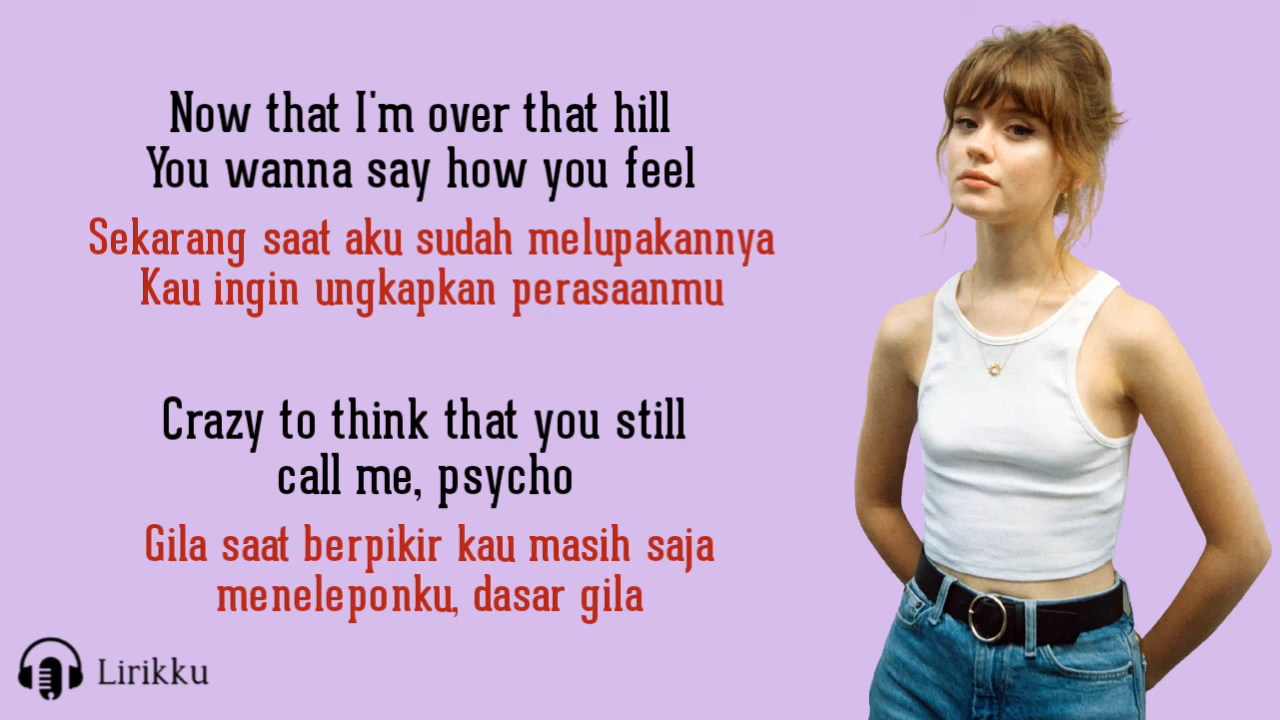 Now that I'm over that hill
You wanna say how you feel
Sekarang saat aku sudah melupakannya
Kau ingin ungkapkan perasaanmu
Crazy to think that you still
call me, psycho
Gila saat berpikir kau masih saja
meneleponku, dasar gila
Lirikku